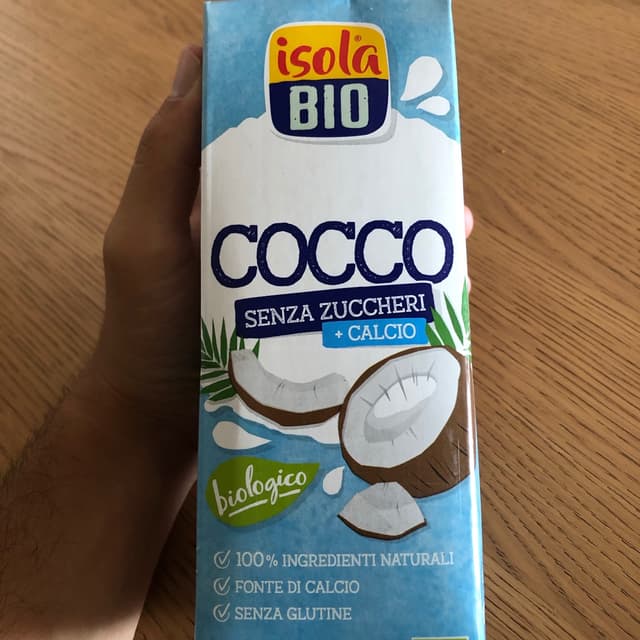 isola®
BIO
COCCO
SENZA ZUCCHERI
+ CALCIO
biologico
100% INGREDIENTI NATURALI
FONTE DI CALCIO
SENZA GLUTINE